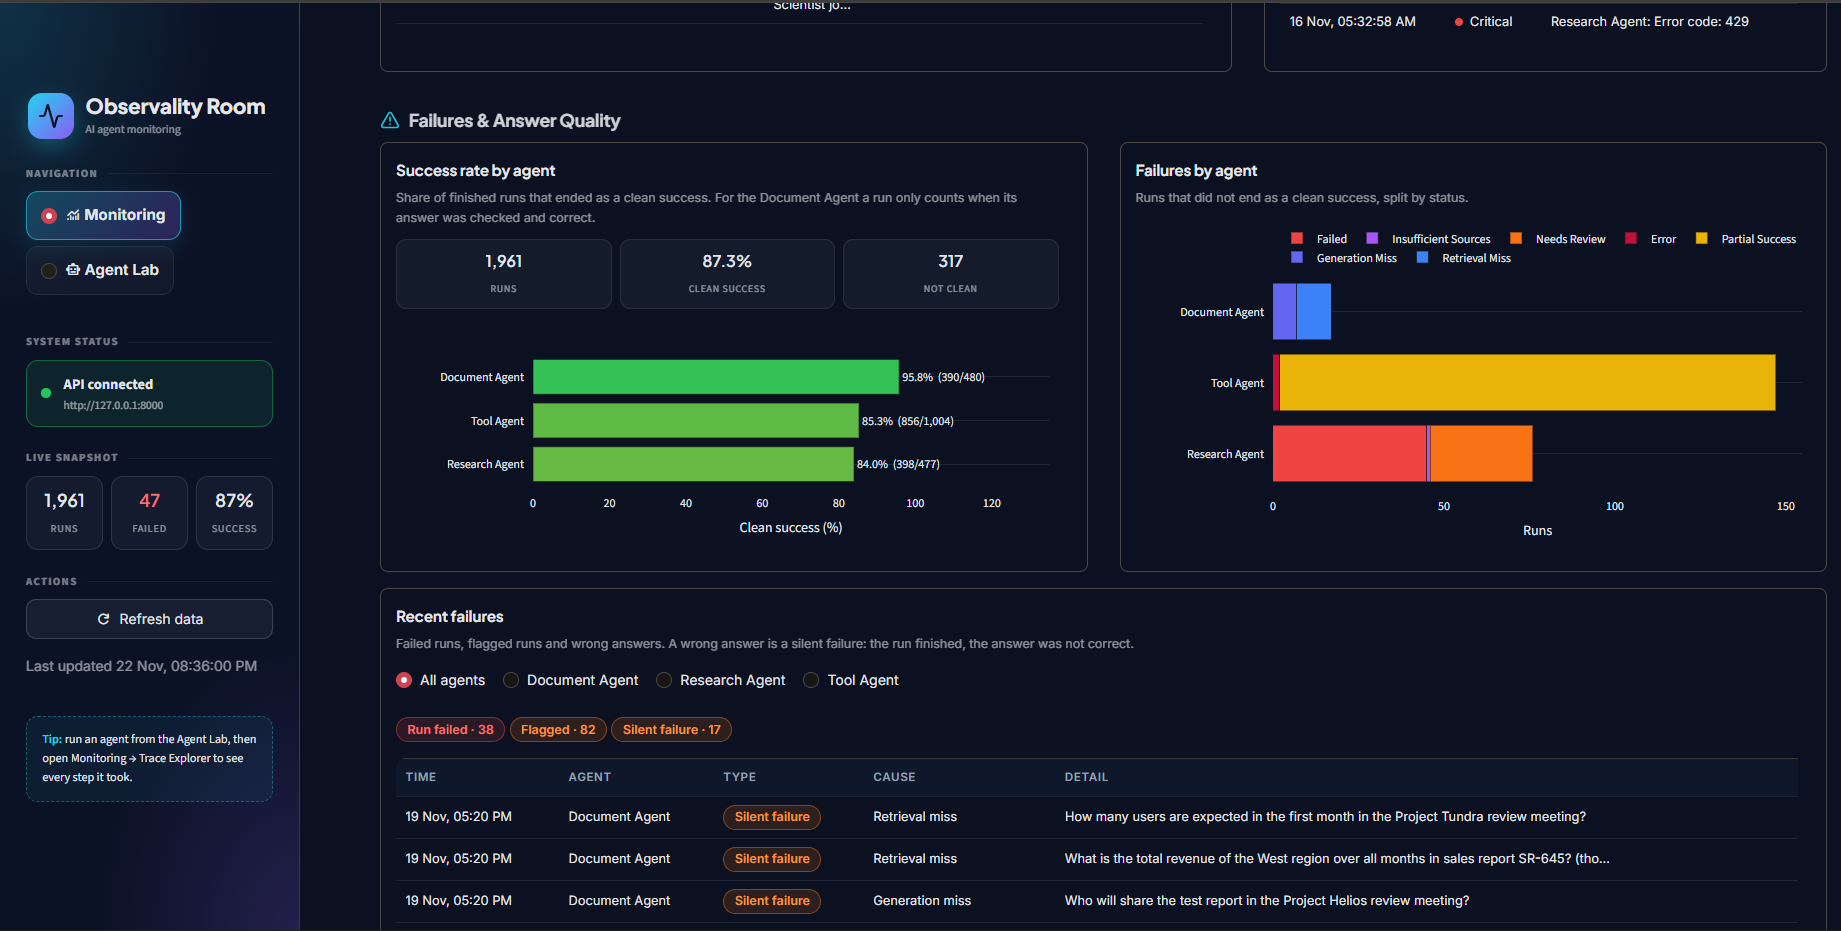 Scientist jo...
16 Nov, 05:32:58 AM Critical Research Agent: Error code: 429
Observality Room
AI agent monitoring
NAVIGATION
Monitoring
Agent Lab
SYSTEM STATUS
API connected
http://127.0.0.1:8000
LIVE SNAPSHOT
1,961 47 87%
RUNS FAILED SUCCESS
ACTIONS
Refresh data
Last updated 22 Nov, 08:36:00 PM
Tip: run an agent from the Agent Lab, then
open Monitoring → Trace Explorer to see
every step it took.
Failures & Answer Quality
Success rate by agent
Share of finished runs that ended as a clean success. For the Document Agent a run only counts when its
answer was checked and correct.
1,961 87.3% 317
RUNS CLEAN SUCCESS NOT CLEAN
Document Agent 95.8% (390/480)
Tool Agent 85.3% (856/1,004)
Research Agent 84.0% (398/477)
0 20 40 60 80 100 120
Clean success (%)
Failures by agent
Runs that did not end as a clean success, split by status.
Failed Insufficient Sources Needs Review Error Partial Success
Generation Miss Retrieval Miss
Document Agent
Tool Agent
Research Agent
0 50 100 150
Runs
Recent failures
Failed runs, flagged runs and wrong answers. A wrong answer is a silent failure: the run finished, the answer was not correct.
All agents Document Agent Research Agent Tool Agent
Run failed · 38 Flagged · 82 Silent failure · 17
TIME AGENT TYPE CAUSE DETAIL
19 Nov, 05:20 PM Document Agent Silent failure Retrieval miss How many users are expected in the first month in the Project Tundra review meeting?
19 Nov, 05:20 PM Document Agent Silent failure Retrieval miss What is the total revenue of the West region over all months in sales report SR-645? (tho...
19 Nov, 05:20 PM Document Agent Silent failure Generation miss Who will share the test report in the Project Helios review meeting?